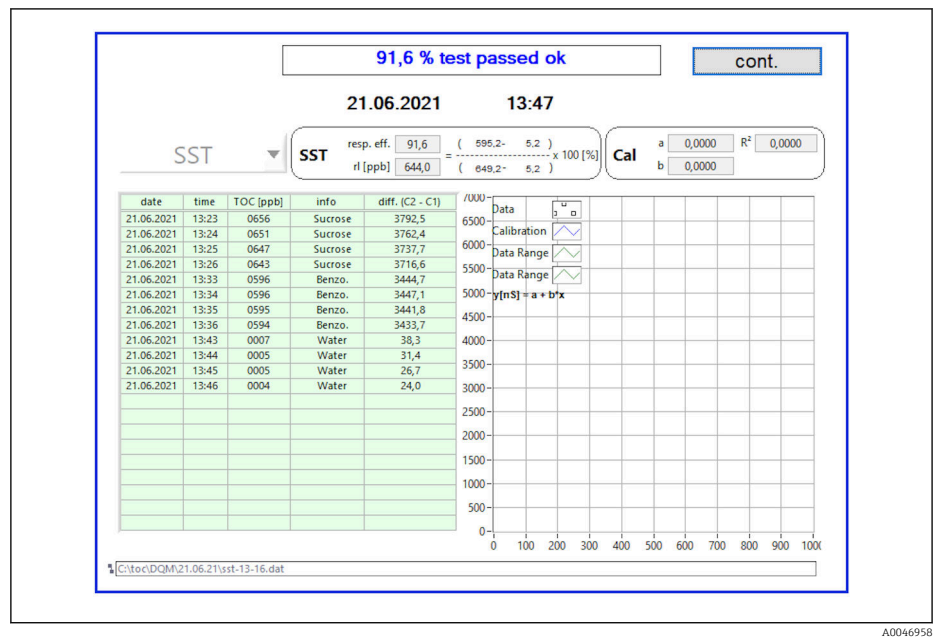 91,6 % test passed ok
cont.
21.06.2021 13:47
SST
SST resp. eff. 91,6 = ( 595,2- 5,2 ) x 100 [%]
rl [ppb] 644,0 ( 649,2- 5,2 )
Cal a 0,0000 R² 0,0000
b 0,0000
date time TOC [ppb] info diff. (C2 - C1)
21.06.2021 13:23 0656 Sucrose 3792,5
21.06.2021 13:24 0651 Sucrose 3762,4
21.06.2021 13:25 0647 Sucrose 3737,7
21.06.2021 13:26 0643 Sucrose 3716,6
21.06.2021 13:33 0596 Benzo. 3444,7
21.06.2021 13:34 0596 Benzo. 3447,1
21.06.2021 13:35 0595 Benzo. 3441,8
21.06.2021 13:36 0594 Benzo. 3433,7
21.06.2021 13:43 0007 Water 38,3
21.06.2021 13:44 0005 Water 31,4
21.06.2021 13:45 0005 Water 26,7
21.06.2021 13:46 0004 Water 24,0
7000
6500
6000
5500
5000
4500
4000
3500
3000
2500
2000
1500
1000
500
0
Data
Calibration
Data Range
Data Range
y[nS] = a + b*x
0 100 200 300 400 500 600 700 800 900 1000
C:\toc\DQM\21.06.21\sst-13-16.dat
A0046958